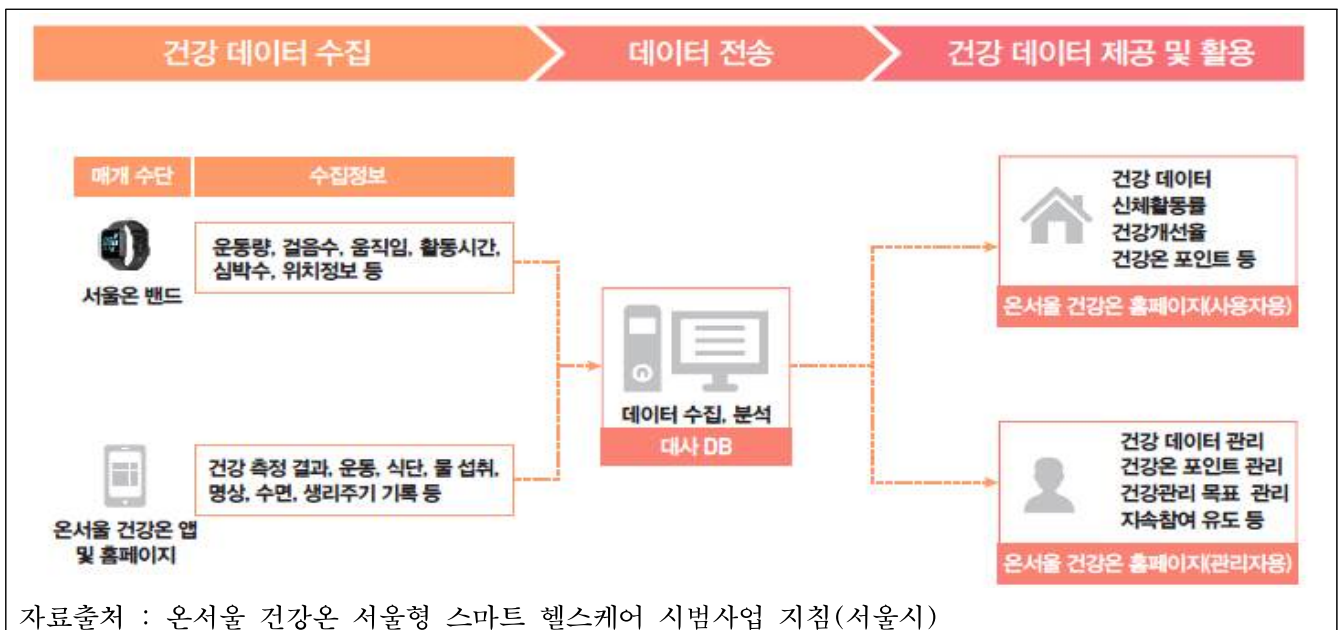 건강 데이터 수집
데이터 전송
건강 데이터 제공 및 활용
매개 수단
수집정보
서울온 밴드
운동량, 걸음수, 움직임, 활동시간,
심박수, 위치정보 등
온서울 건강온 앱
및 홈페이지
건강 측정 결과, 운동, 식단, 물 섭취,
명상, 수면, 생리주기 기록 등
데이터 수집, 분석
대사 DB
건강 데이터
신체활동률
건강개선율
건강온 포인트 등
온서울 건강온 홈페이지(사용자용)
건강 데이터 관리
건강온 포인트 관리
건강관리 목표 관리
지속참여 유도 등
온서울 건강온 홈페이지(관리자용)
자료출처 : 온서울 건강온 서울형 스마트 헬스케어 시범사업 지침(서울시)